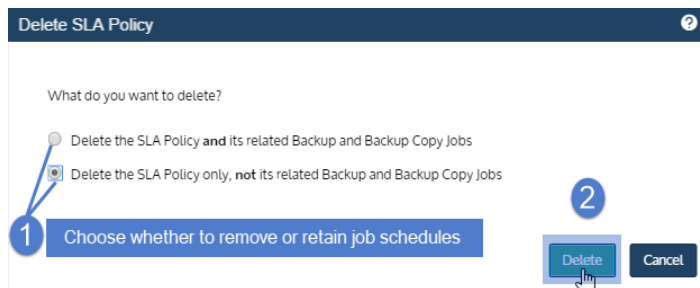 Delete SLA Policy ?
What do you want to delete?
Delete the SLA Policy and its related Backup and Backup Copy Jobs
Delete the SLA Policy only, not its related Backup and Backup Copy Jobs
1 Choose whether to remove or retain job schedules
2
Delete Cancel